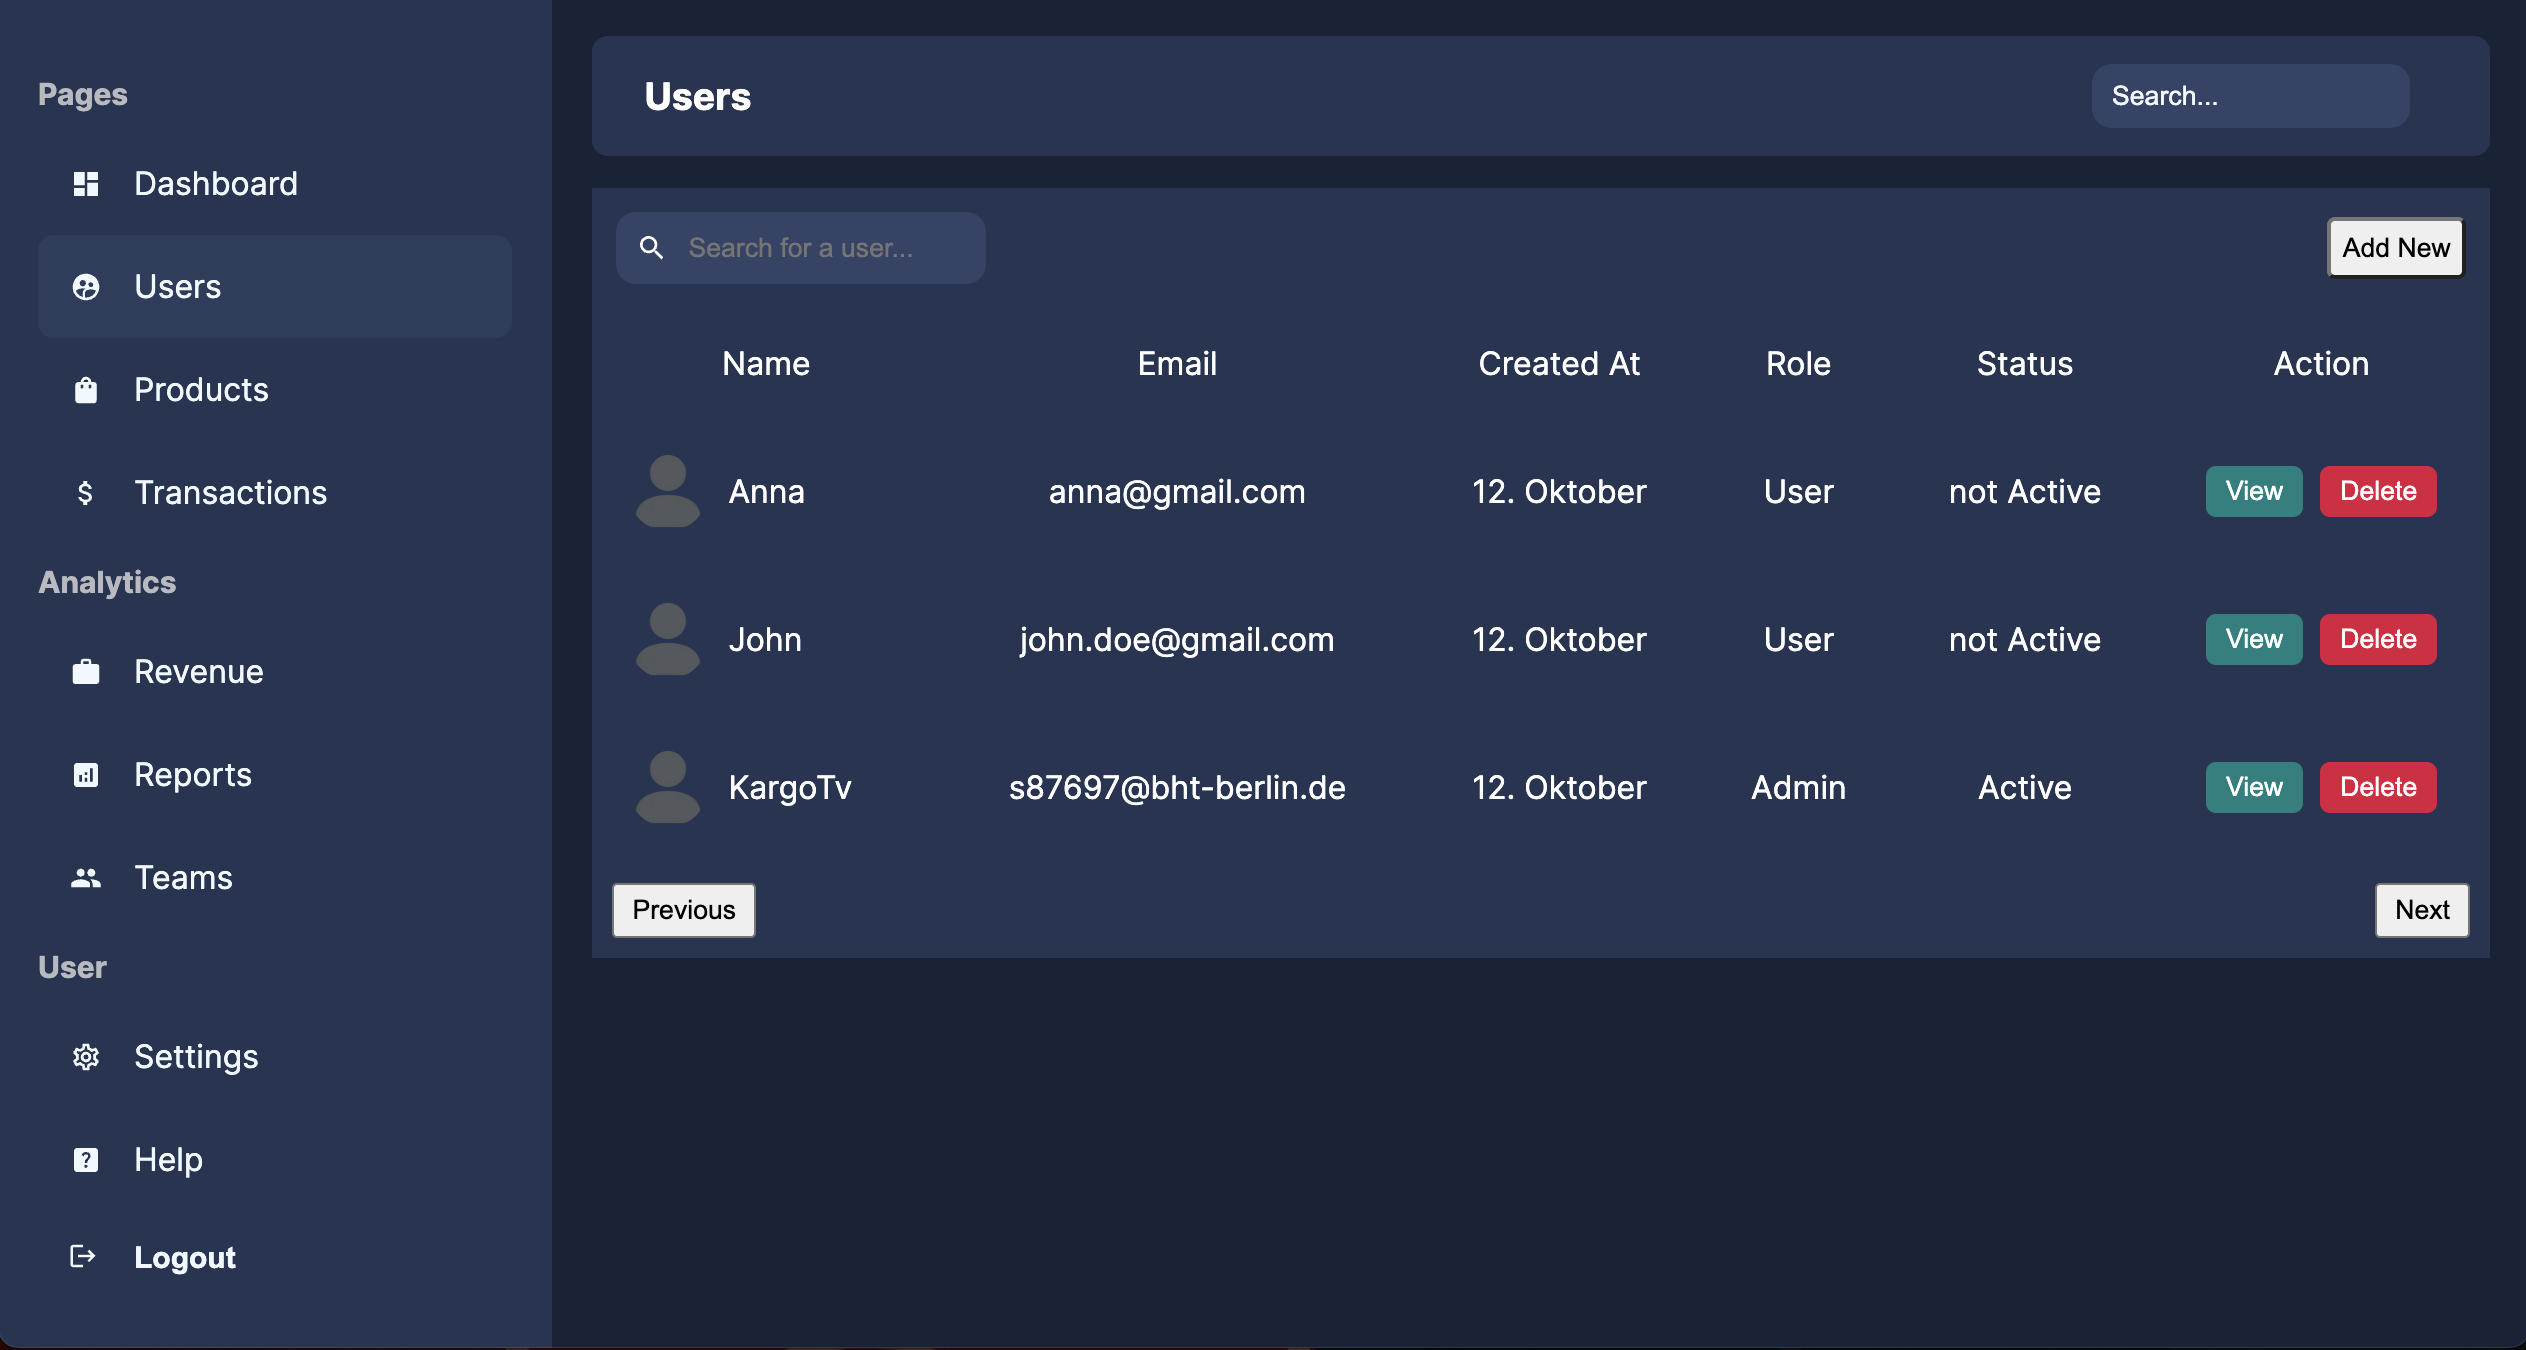 Pages
Dashboard
Users
Products
Transactions
Analytics
Revenue
Reports
Teams
User
Settings
Help
Logout
Users
Search...
Search for a user...
Add New
Name Email Created At Role Status Action
Anna anna@gmail.com 12. Oktober User not Active View Delete
John john.doe@gmail.com 12. Oktober User not Active View Delete
KargoTv s87697@bht-berlin.de 12. Oktober Admin Active View Delete
Previous Next